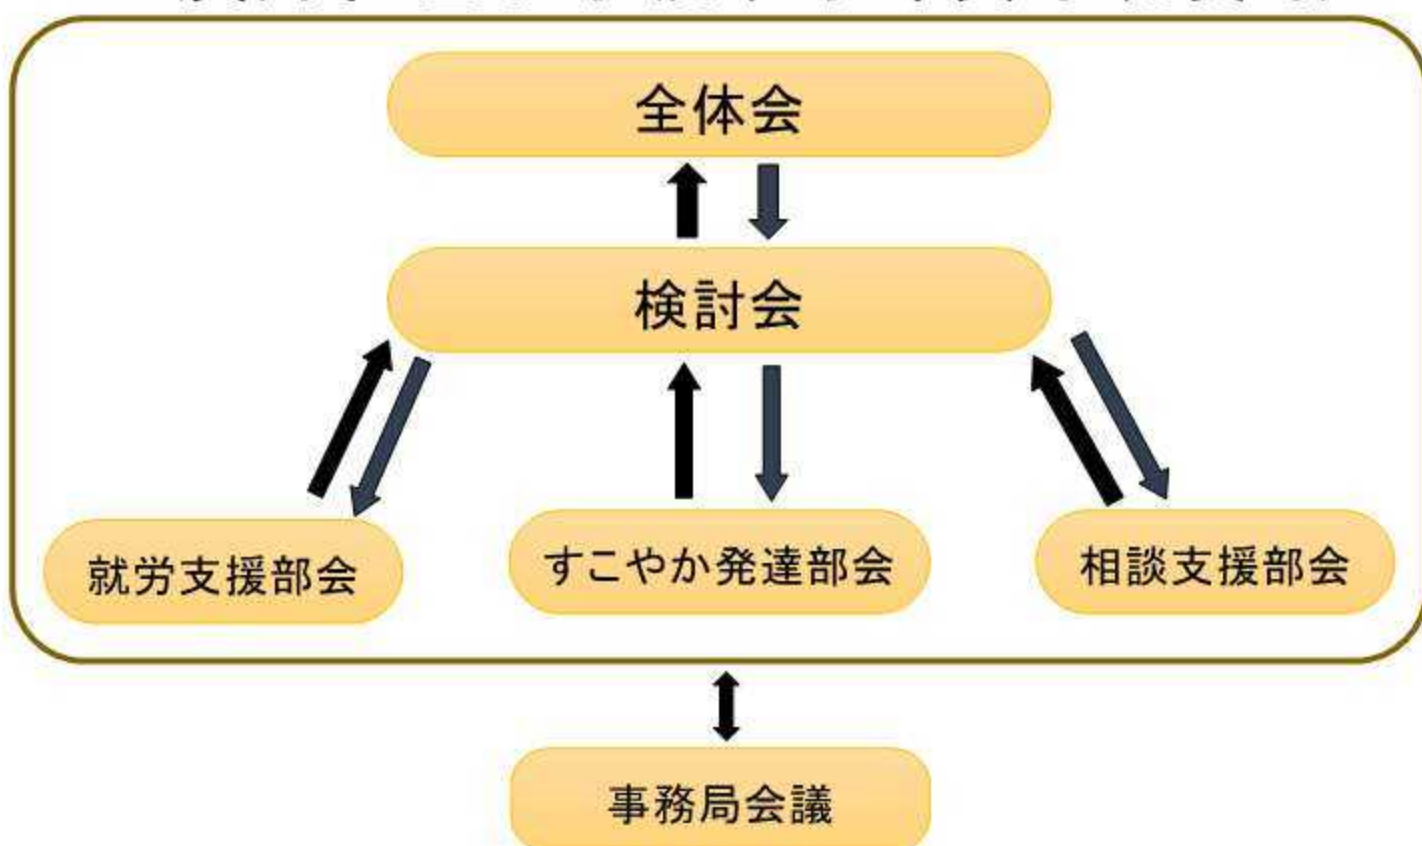 全体会
検討会
就労支援部会
すこやか発達部会
相談支援部会
事務局会議